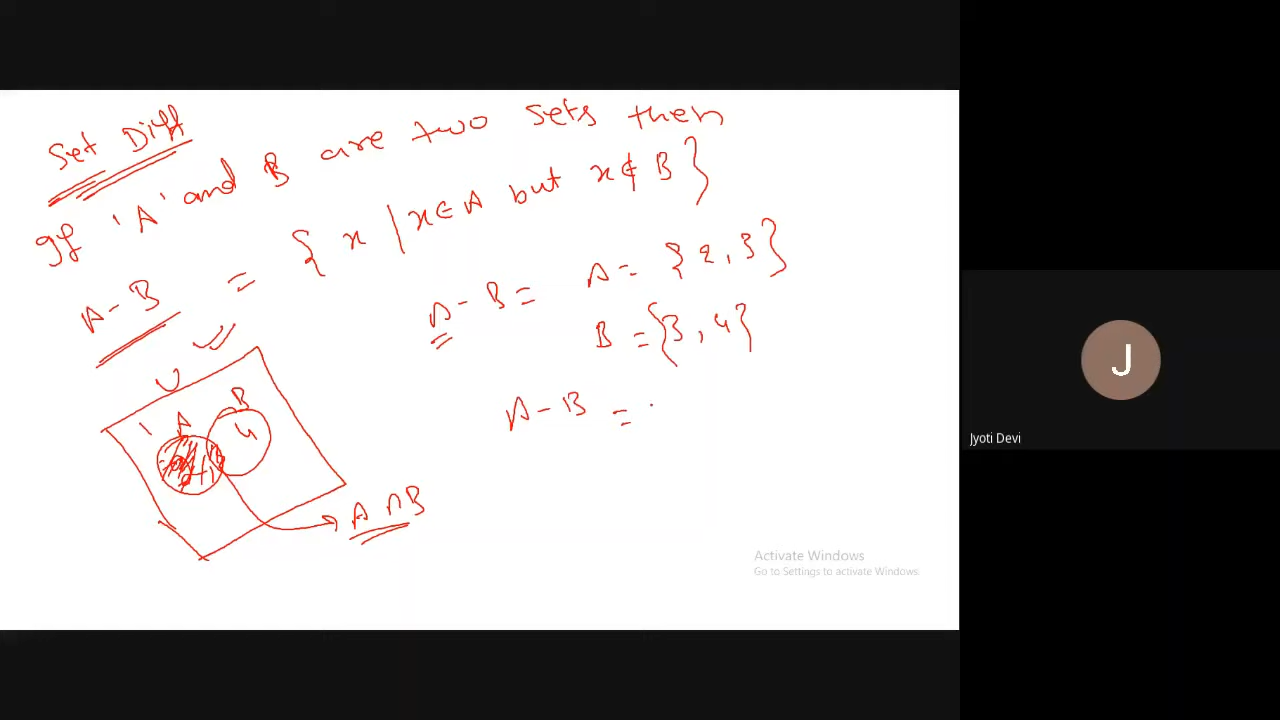 Set Diff
If 'A' and B are two sets then
A - B = { x | x ∈ A but x ∉ B }
A - B = A = { 2, 3 }
B = { 3, 4 }
A - B =
U
A B
4
A ∩ B
Jyoti Devi
J
Activate Windows
Go to Settings to activate Windows.